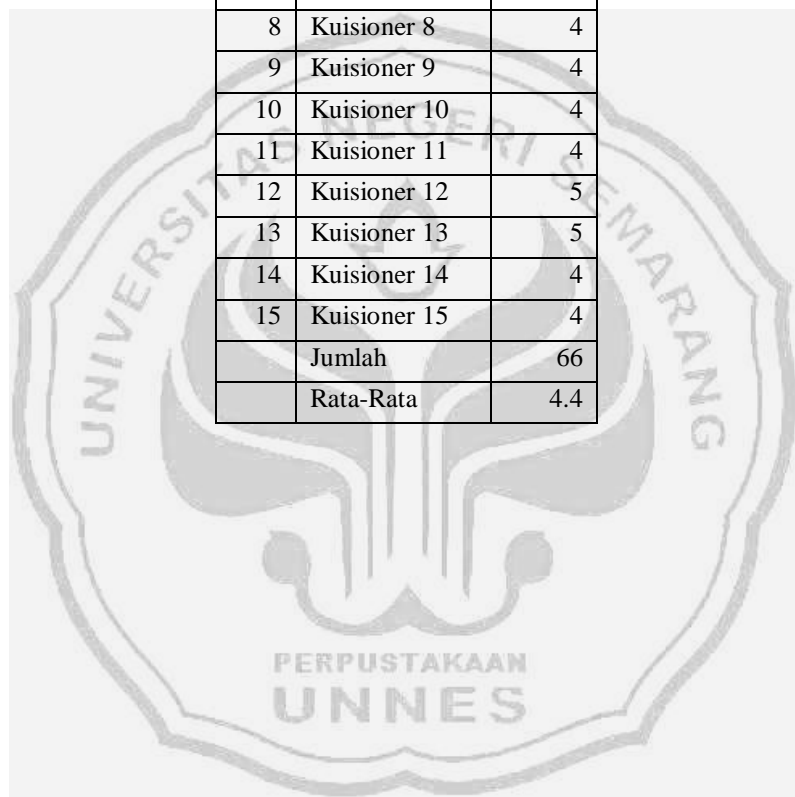 8 Kuisioner 8 4
9 Kuisioner 9 4
10 Kuisioner 10 4
11 Kuisioner 11 4
12 Kuisioner 12 5
13 Kuisioner 13 5
14 Kuisioner 14 4
15 Kuisioner 15 4
Jumlah 66
Rata-Rata 4.4
UNIVERSITAS NEGERI SEMARANG
PERPUSTAKAAN
UNNES